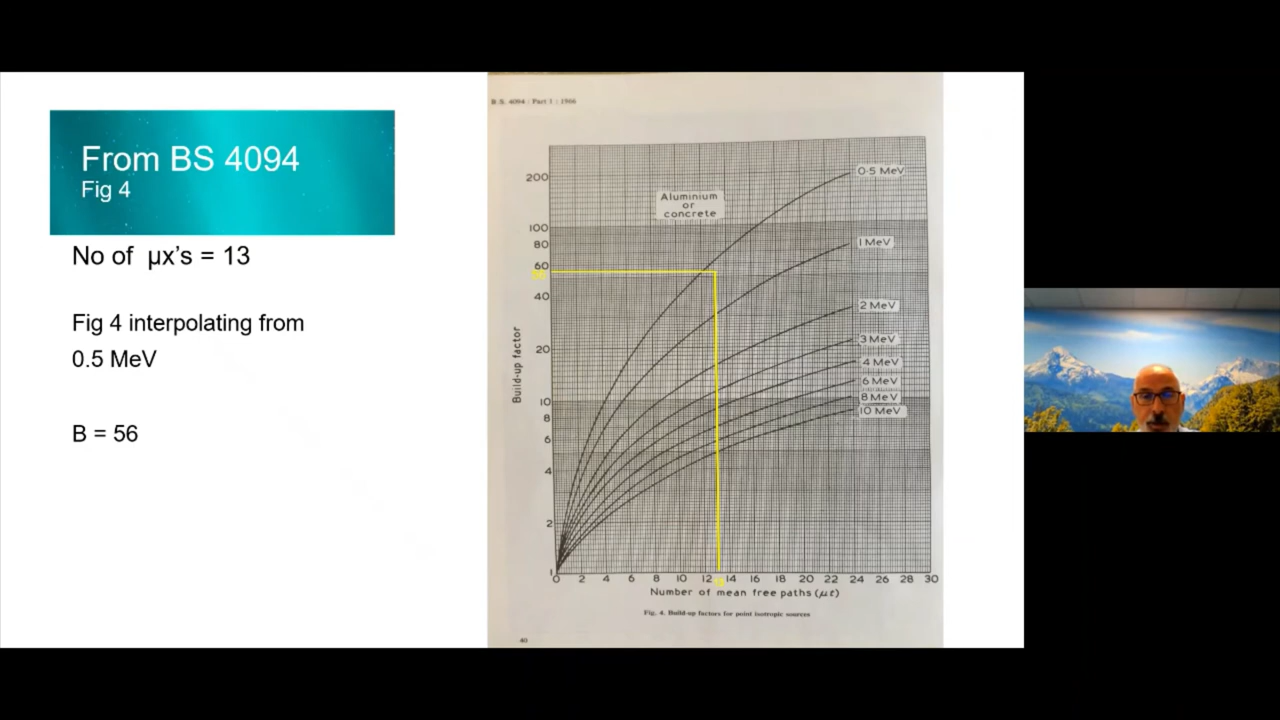 From BS 4094
Fig 4
No of μx's = 13
Fig 4 interpolating from
0.5 MeV
B = 56
B.S. 4094 : Part 1 : 1966
Aluminium
or
concrete
0·5 MeV
1 MeV
2 MeV
3 MeV
4 MeV
6 MeV
8 MeV
10 MeV
Build-up factor
200
100
80
60
40
20
10
8
6
4
2
1
0 2 4 6 8 10 12 14 16 18 20 22 24 26 28 30
Number of mean free paths (μt)
Fig. 4. Build-up factors for point isotropic sources
40